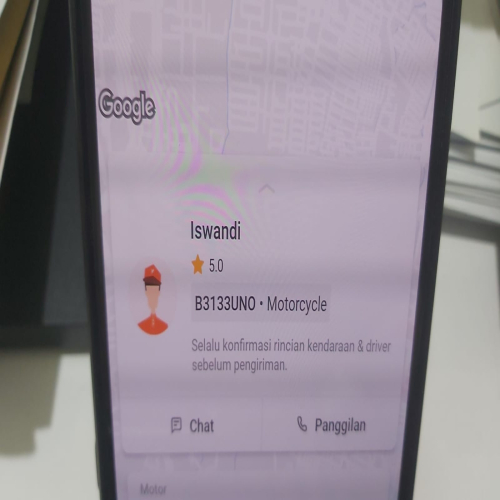 Google
Iswandi
5.0
B3133UNO • Motorcycle
Selalu konfirmasi rincian kendaraan & driver
sebelum pengiriman.
Chat
Panggilan
Motor